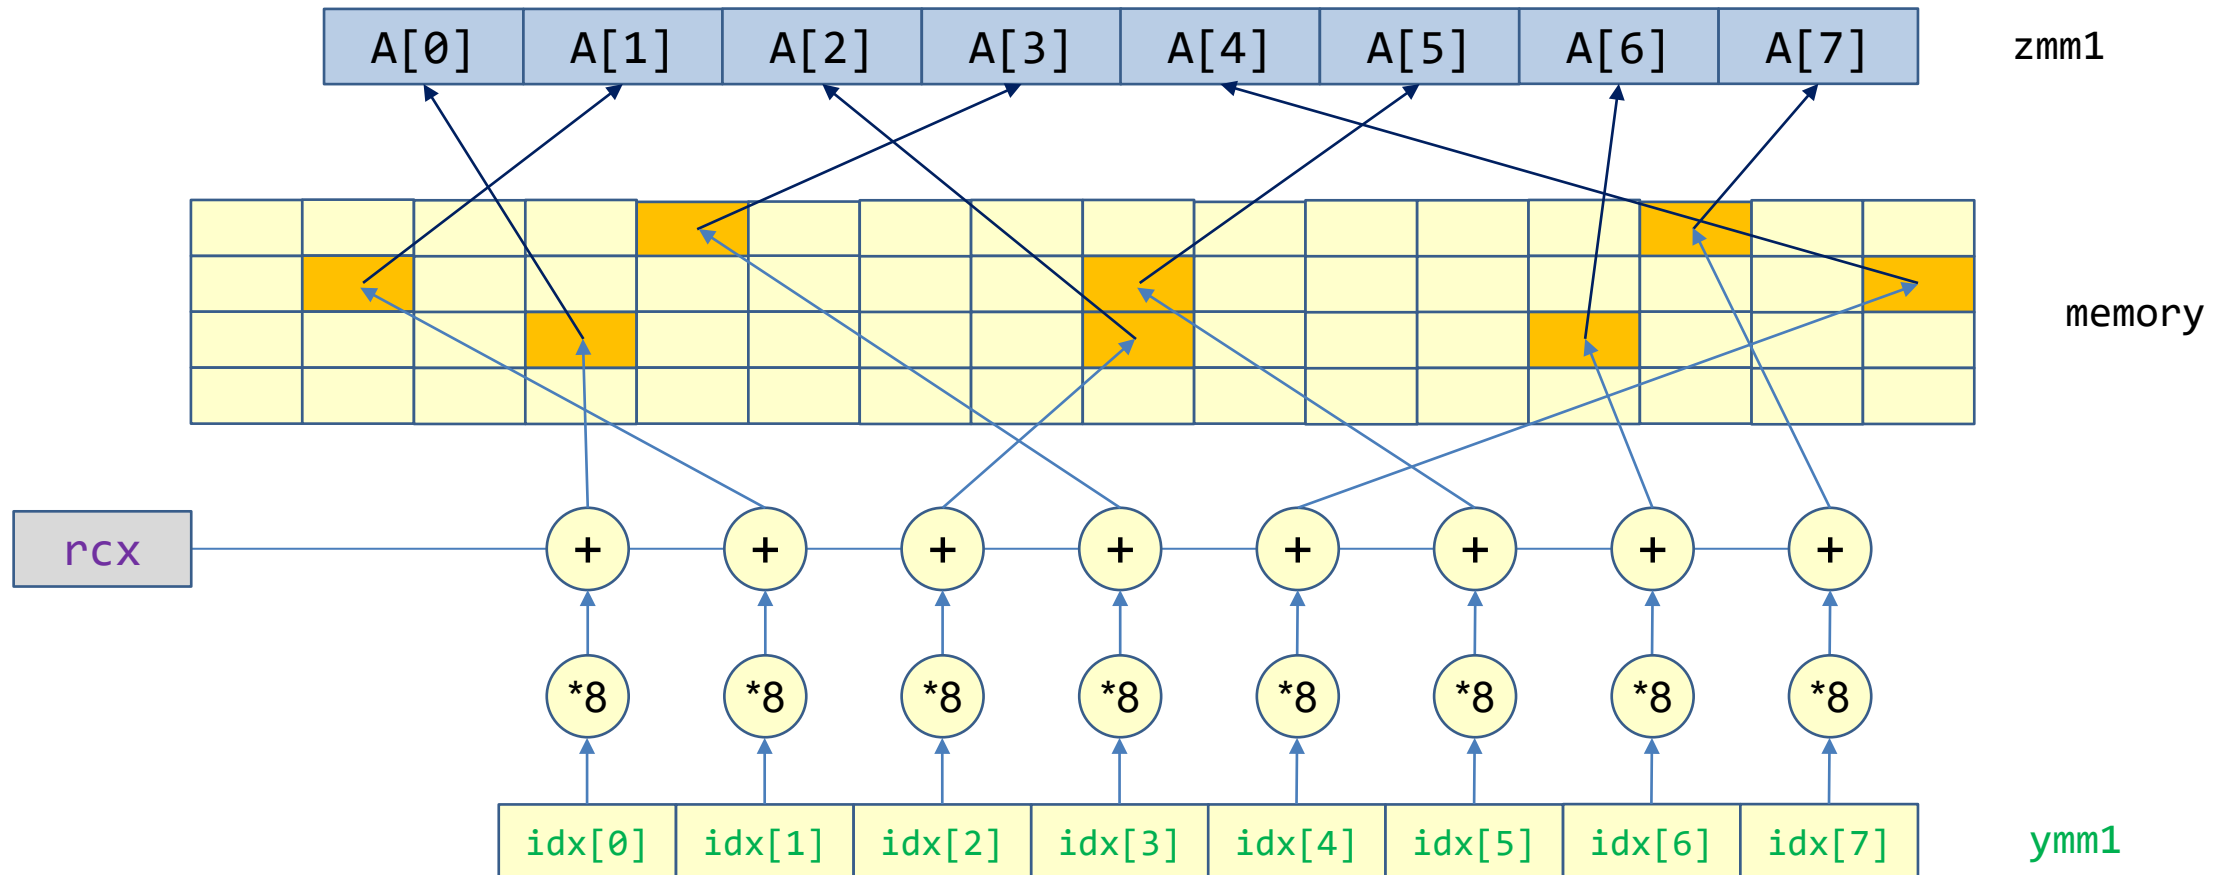 A[0] A[1] A[2] A[3] A[4] A[5] A[6] A[7] zmm1
memory
rcx + + + + + + + +
*8 *8 *8 *8 *8 *8 *8 *8
idx[0] idx[1] idx[2] idx[3] idx[4] idx[5] idx[6] idx[7] ymm1